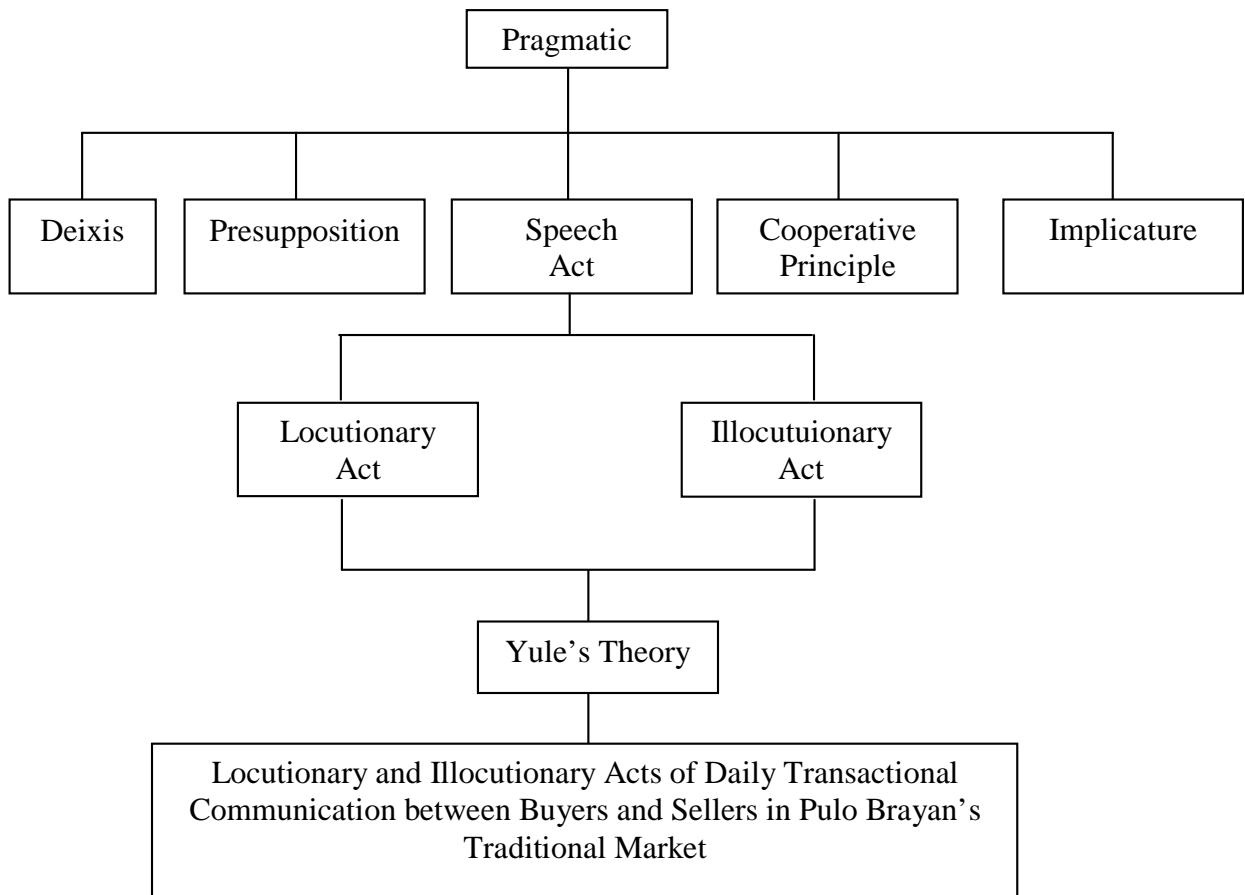 Pragmatic
Deixis
Presupposition
Speech
Act
Cooperative
Principle
Implicature
Locutionary
Act
Illocutuionary
Act
Yule’s Theory
Locutionary and Illocutionary Acts of Daily Transactional
Communication between Buyers and Sellers in Pulo Brayan’s
Traditional Market